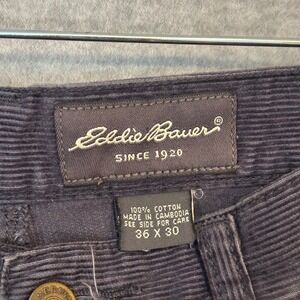 Eddie Bauer®
SINCE 1920
100% COTTON
MADE IN CAMBODIA
SEE SIDE FOR CARE
36 X 30